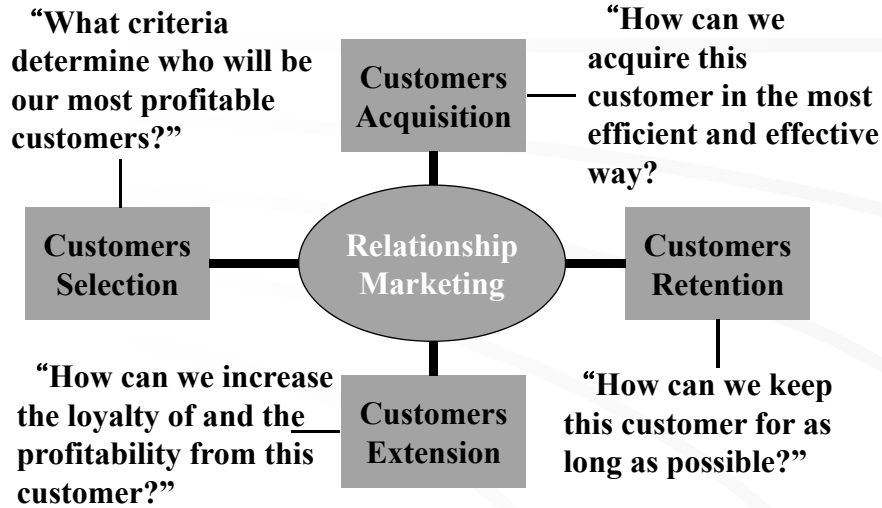 “What criteria
determine who will be
our most profitable
customers?”
Customers
Acquisition
“How can we
acquire this
customer in the most
efficient and effective
way?
Customers
Selection
Relationship
Marketing
Customers
Retention
“How can we increase
the loyalty of and the
profitability from this
customer?”
Customers
Extension
“How can we keep
this customer for as
long as possible?”